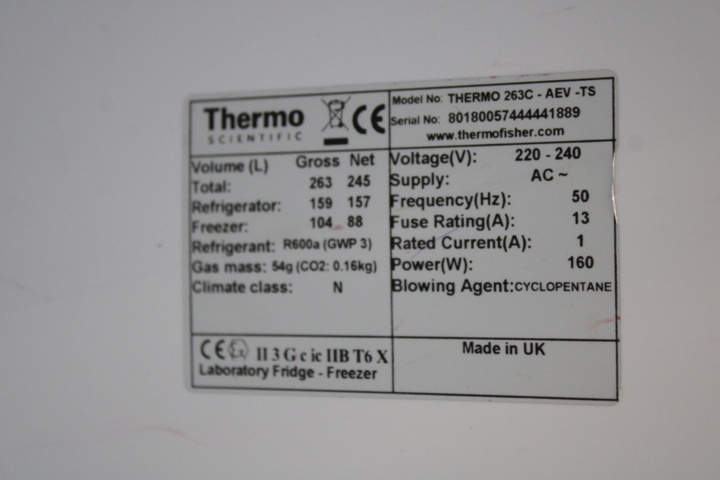 Thermo
SCIENTIFIC
CE
Model No: THERMO 263C - AEV -TS
Serial No: 80180057444441889
www.thermofisher.com
Volume (L) Gross Net
Total: 263 245
Refrigerator: 159 157
Freezer: 104 88
Refrigerant: R600a (GWP 3)
Gas mass: 54g (CO2: 0.16kg)
Climate class: N
Voltage(V): 220 - 240
Supply: AC ~
Frequency(Hz): 50
Fuse Rating(A): 13
Rated Current(A): 1
Power(W): 160
Blowing Agent:CYCLOPENTANE
CE Ex II 3 G c ic IIB T6 X
Laboratory Fridge - Freezer
Made in UK